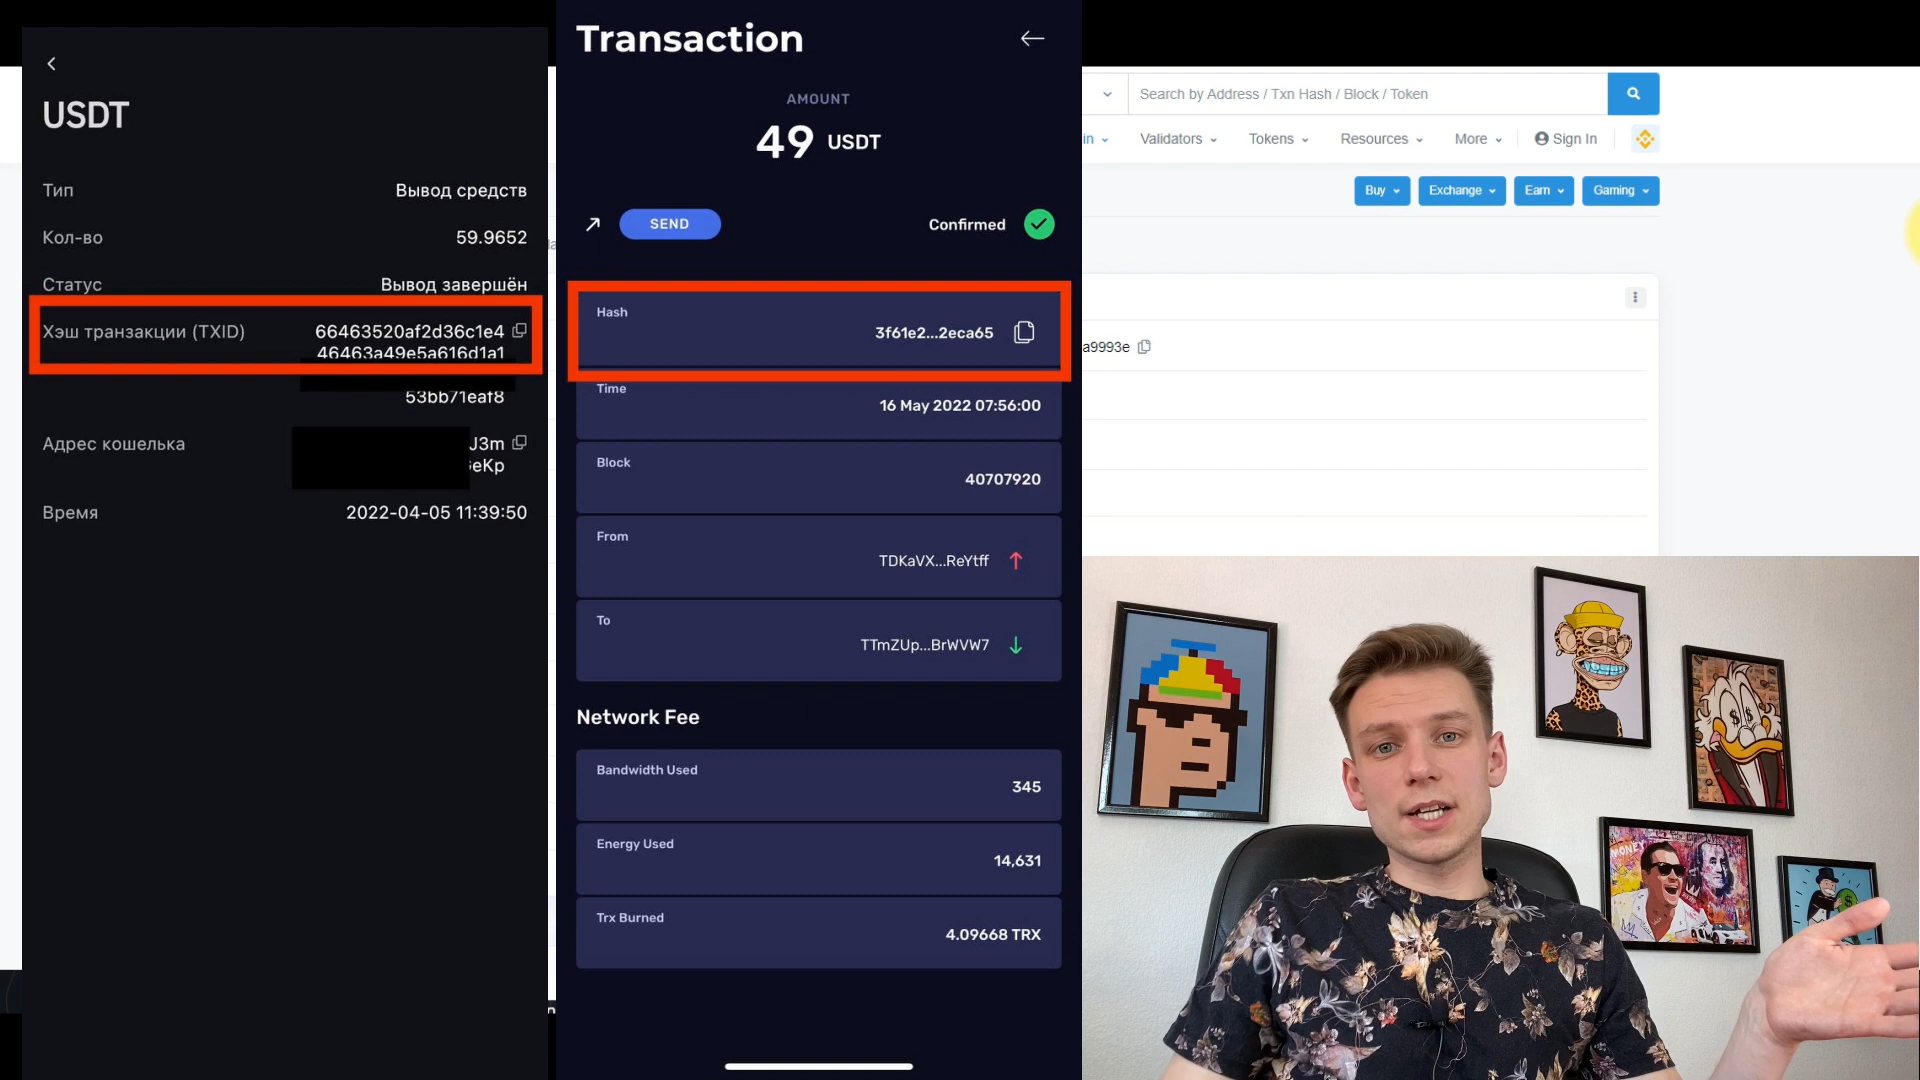 USDT
Тип
Вывод средств
Кол-во
59.9652
Статус
Вывод завершён
Хэш транзакции (TXID)
66463520af2d36c1e4
46463a49e5a616d1a1
53bb71eaf8
Адрес кошелька
J3m
eKp
Время
2022-04-05 11:39:50
Transaction
AMOUNT
49 USDT
SEND
Confirmed
Hash
3f61e2...2eca65
Time
16 May 2022 07:56:00
Block
40707920
From
TDKaVX...ReYtff
To
TTmZUp...BrWVW7
Network Fee
Bandwidth Used
345
Energy Used
14,631
Trx Burned
4.09668 TRX
Search by Address / Txn Hash / Block / Token
in
Validators
Tokens
Resources
More
Sign In
Buy
Exchange
Earn
Gaming
a9993e
MONEY